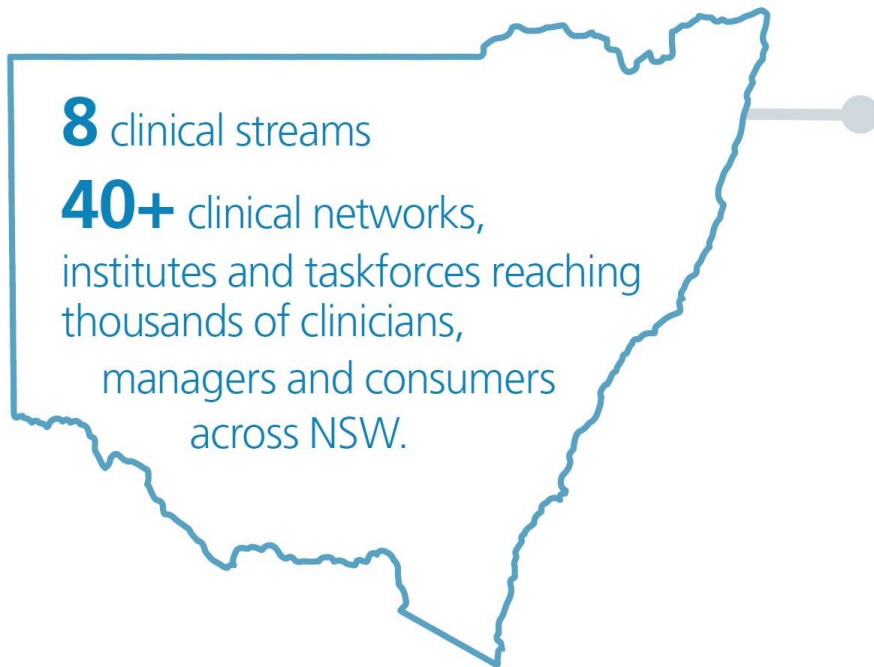 8 clinical streams
40+ clinical networks,
institutes and taskforces reaching
thousands of clinicians,
managers and consumers
across NSW.